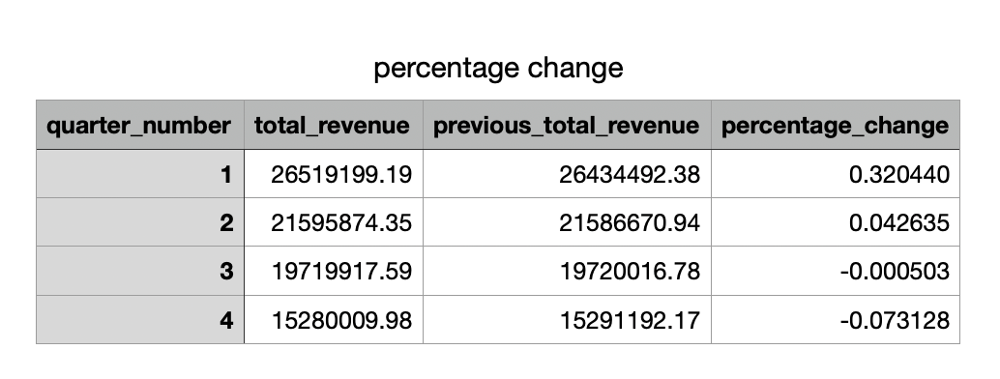 percentage change
quarter_number total_revenue previous_total_revenue percentage_change
1 26519199.19 26434492.38 0.320440
2 21595874.35 21586670.94 0.042635
3 19719917.59 19720016.78 -0.000503
4 15280009.98 15291192.17 -0.073128